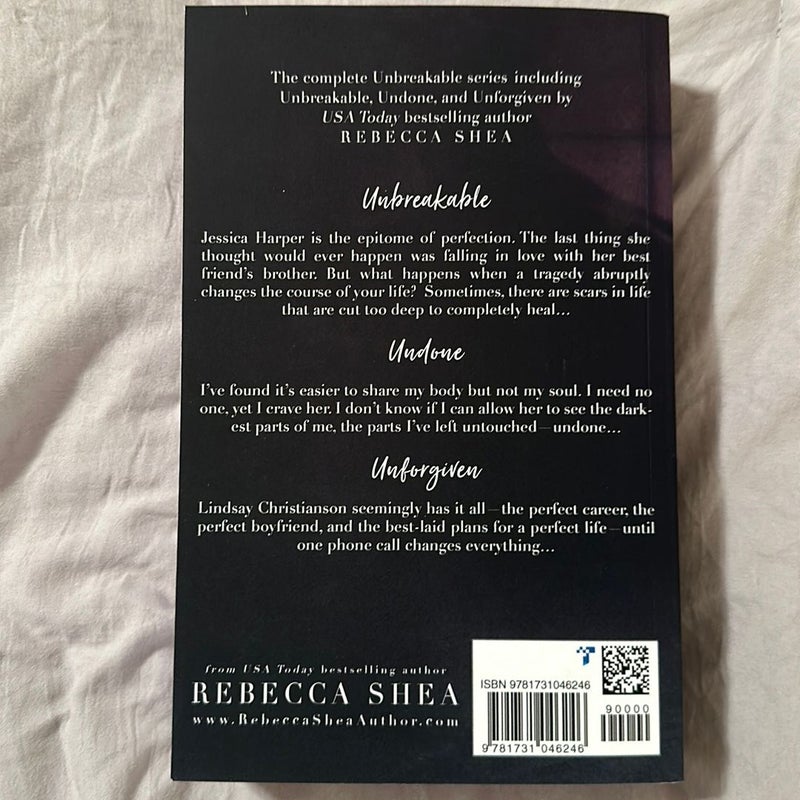 The complete Unbreakable series including
Unbreakable, Undone, and Unforgiven by
USA Today bestselling author
REBECCA SHEA
Unbreakable
Jessica Harper is the epitome of perfection. The last thing she
thought would ever happen was falling in love with her best
friend's brother. But what happens when a tragedy abruptly
changes the course of your life? Sometimes, there are scars in life
that are cut too deep to completely heal...
Undone
I've found it's easier to share my body but not my soul. I need no
one, yet I crave her. I don't know if I can allow her to see the dark-
est parts of me, the parts I've left untouched—undone...
Unforgiven
Lindsay Christianson seemingly has it all—the perfect career, the
perfect boyfriend, and the best-laid plans for a perfect life—until
one phone call changes everything...
from USA Today bestselling author
REBECCA SHEA
www.RebeccaSheaAuthor.com
ISBN 9781731046246
90000
9 781731 046246